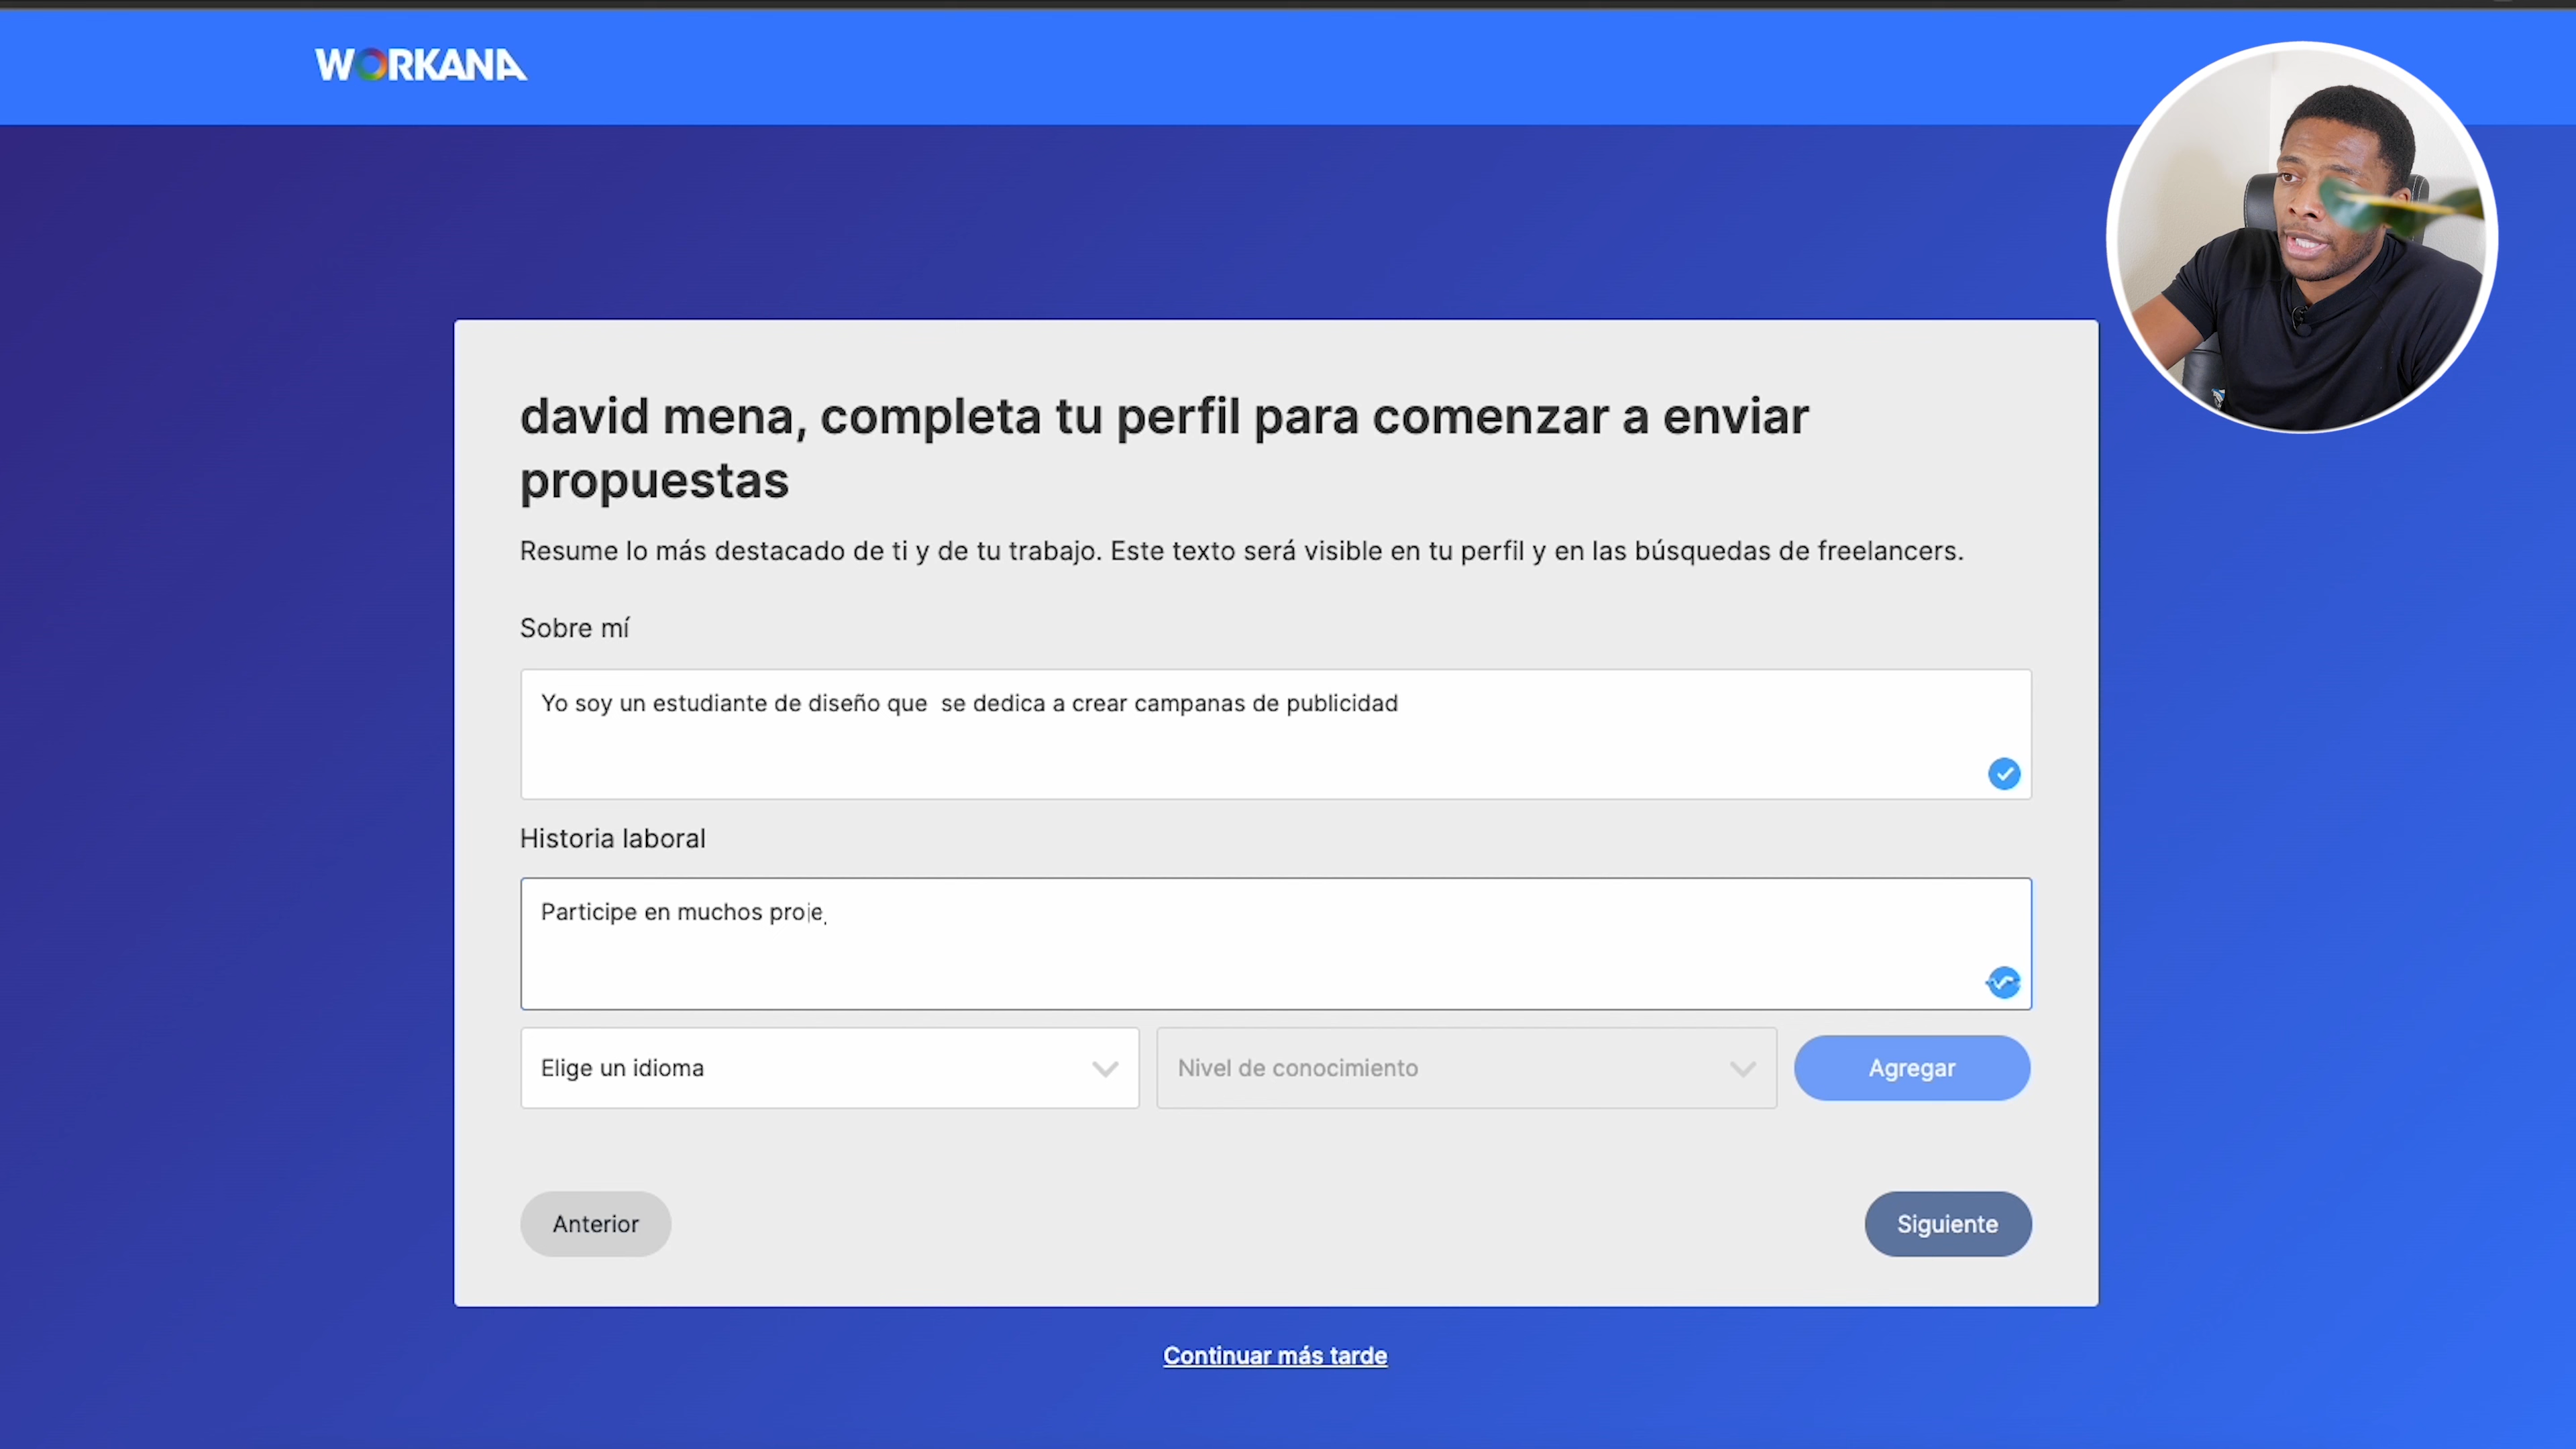 WORKANA
david mena, completa tu perfil para comenzar a enviar
propuestas
Resume lo más destacado de ti y de tu trabajo. Este texto será visible en tu perfil y en las búsquedas de freelancers.
Sobre mí
Yo soy un estudiante de diseño que  se dedica a crear campanas de publicidad
Historia laboral
Participe en muchos proje
Elige un idioma
Nivel de conocimiento
Agregar
Anterior
Siguiente
Continuar más tarde